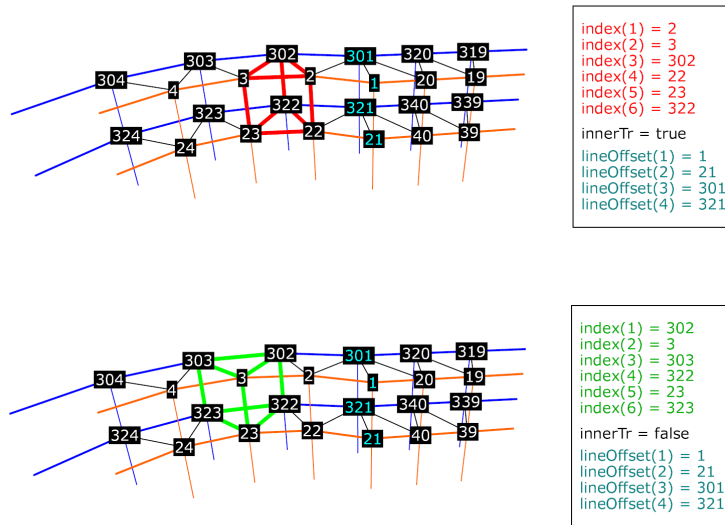 302 301 320 319
303
304 3 2 1 20 19
4
322 321 340 339
323
324 23 22 21 40 39
24
index(1) = 2
index(2) = 3
index(3) = 302
index(4) = 22
index(5) = 23
index(6) = 322
innerTr = true
lineOffset(1) = 1
lineOffset(2) = 21
lineOffset(3) = 301
lineOffset(4) = 321
302 301 320 319
303
304 3 2 1 20 19
4
322 321 340 339
323
324 23 22 21 40 39
24
index(1) = 302
index(2) = 3
index(3) = 303
index(4) = 322
index(5) = 23
index(6) = 323
innerTr = false
lineOffset(1) = 1
lineOffset(2) = 21
lineOffset(3) = 301
lineOffset(4) = 321